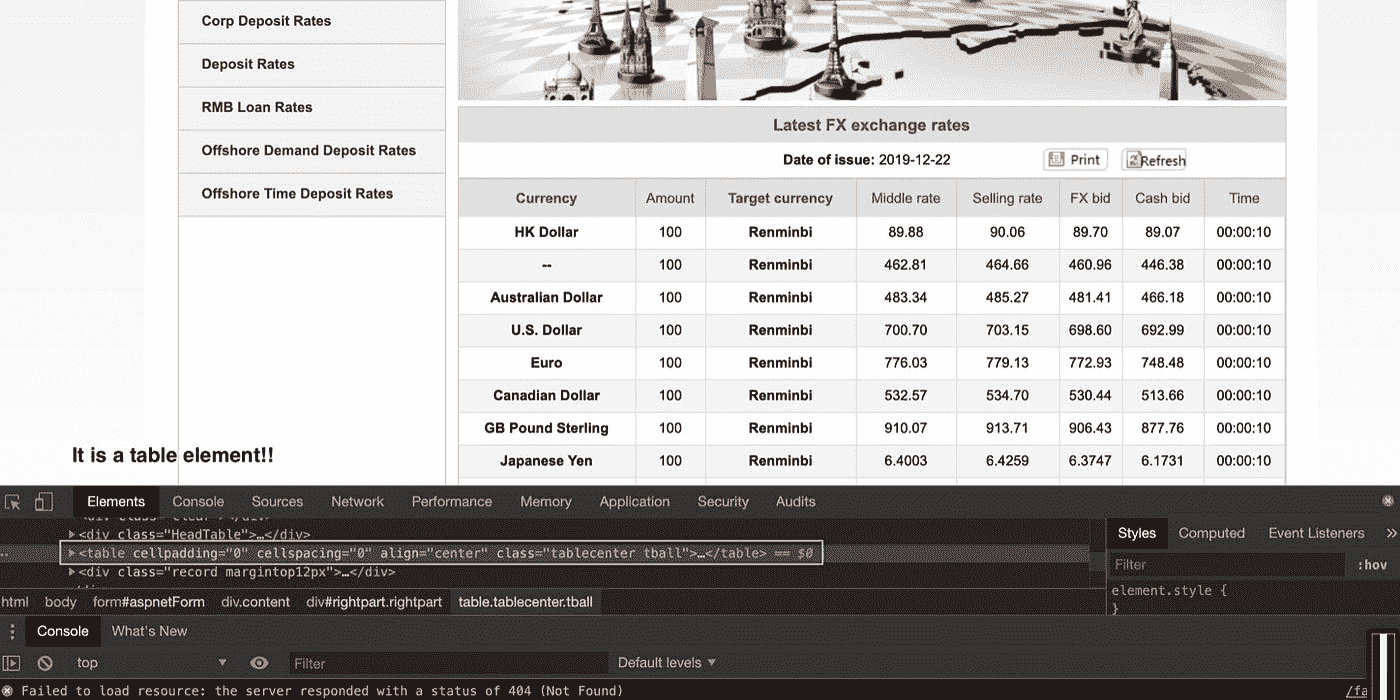 Corp Deposit Rates
Deposit Rates
RMB Loan Rates
Offshore Demand Deposit Rates
Offshore Time Deposit Rates
Latest FX exchange rates
Date of issue: 2019-12-22 Print Refresh
Currency Amount Target currency Middle rate Selling rate FX bid Cash bid Time
HK Dollar 100 Renminbi 89.88 90.06 89.70 89.07 00:00:10
-- 100 Renminbi 462.81 464.66 460.96 446.38 00:00:10
Australian Dollar 100 Renminbi 483.34 485.27 481.41 466.18 00:00:10
U.S. Dollar 100 Renminbi 700.70 703.15 698.60 692.99 00:00:10
Euro 100 Renminbi 776.03 779.13 772.93 748.48 00:00:10
Canadian Dollar 100 Renminbi 532.57 534.70 530.44 513.66 00:00:10
GB Pound Sterling 100 Renminbi 910.07 913.71 906.43 877.76 00:00:10
Japanese Yen 100 Renminbi 6.4003 6.4259 6.3747 6.1731 00:00:10
It is a table element!!
Elements Console Sources Network Performance Memory Application Security Audits
<div class="HeadTable">…</div>
<table cellpadding="0" cellspacing="0" align="center" class="tablecenter tball">…</table> == $0
<div class="record margintop12px">…</div>
Styles Computed Event Listeners »
Filter :hov
element.style {
}
html body form#aspnetForm div.content div#rightpart.rightpart table.tablecenter.tball
Console What's New
top Filter Default levels
Failed to load resource: the server responded with a status of 404 (Not Found) /fa